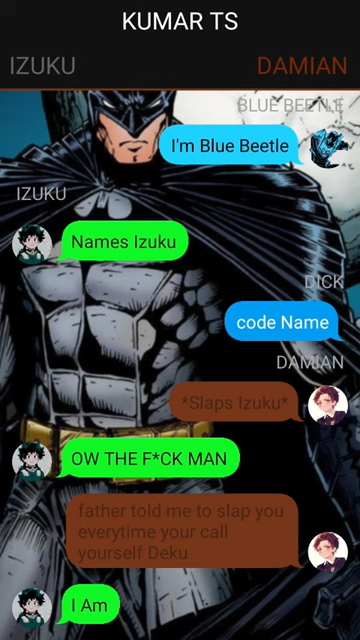 KUMAR TS
IZUKU
DAMIAN
BLUE BEETLE
I'm Blue Beetle
IZUKU
Names Izuku
DICK
code Name
DAMIAN
*Slaps Izuku*
OW THE F*CK MAN
father told me to slap you
everytime your call
yourself Deku
I Am